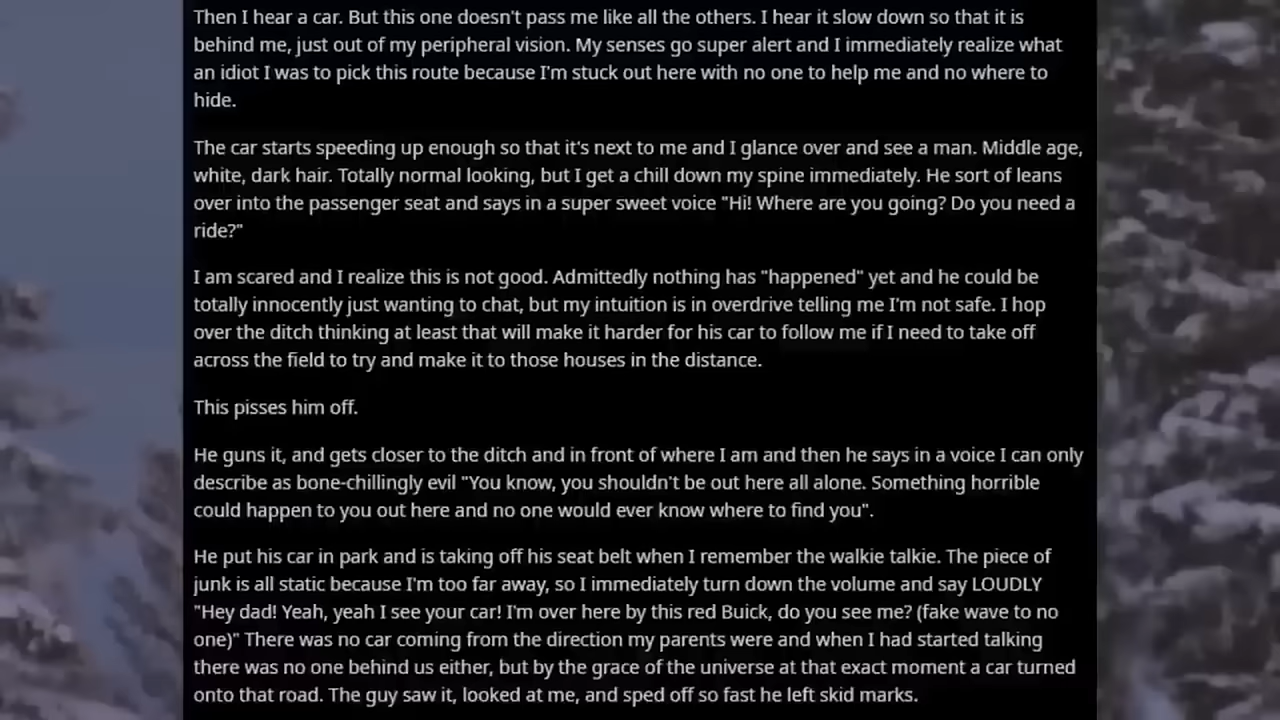 Then I hear a car. But this one doesn't pass me like all the others. I hear it slow down so that it is
behind me, just out of my peripheral vision. My senses go super alert and I immediately realize what
an idiot I was to pick this route because I'm stuck out here with no one to help me and no where to
hide.
The car starts speeding up enough so that it's next to me and I glance over and see a man. Middle age,
white, dark hair. Totally normal looking, but I get a chill down my spine immediately. He sort of leans
over into the passenger seat and says in a super sweet voice "Hi! Where are you going? Do you need a
ride?"
I am scared and I realize this is not good. Admittedly nothing has "happened" yet and he could be
totally innocently just wanting to chat, but my intuition is in overdrive telling me I'm not safe. I hop
over the ditch thinking at least that will make it harder for his car to follow me if I need to take off
across the field to try and make it to those houses in the distance.
This pisses him off.
He guns it, and gets closer to the ditch and in front of where I am and then he says in a voice I can only
describe as bone-chillingly evil "You know, you shouldn't be out here all alone. Something horrible
could happen to you out here and no one would ever know where to find you".
He put his car in park and is taking off his seat belt when I remember the walkie talkie. The piece of
junk is all static because I'm too far away, so I immediately turn down the volume and say LOUDLY
"Hey dad! Yeah, yeah I see your car! I'm over here by this red Buick, do you see me? (fake wave to no
one)" There was no car coming from the direction my parents were and when I had started talking
there was no one behind us either, but by the grace of the universe at that exact moment a car turned
onto that road. The guy saw it, looked at me, and sped off so fast he left skid marks.